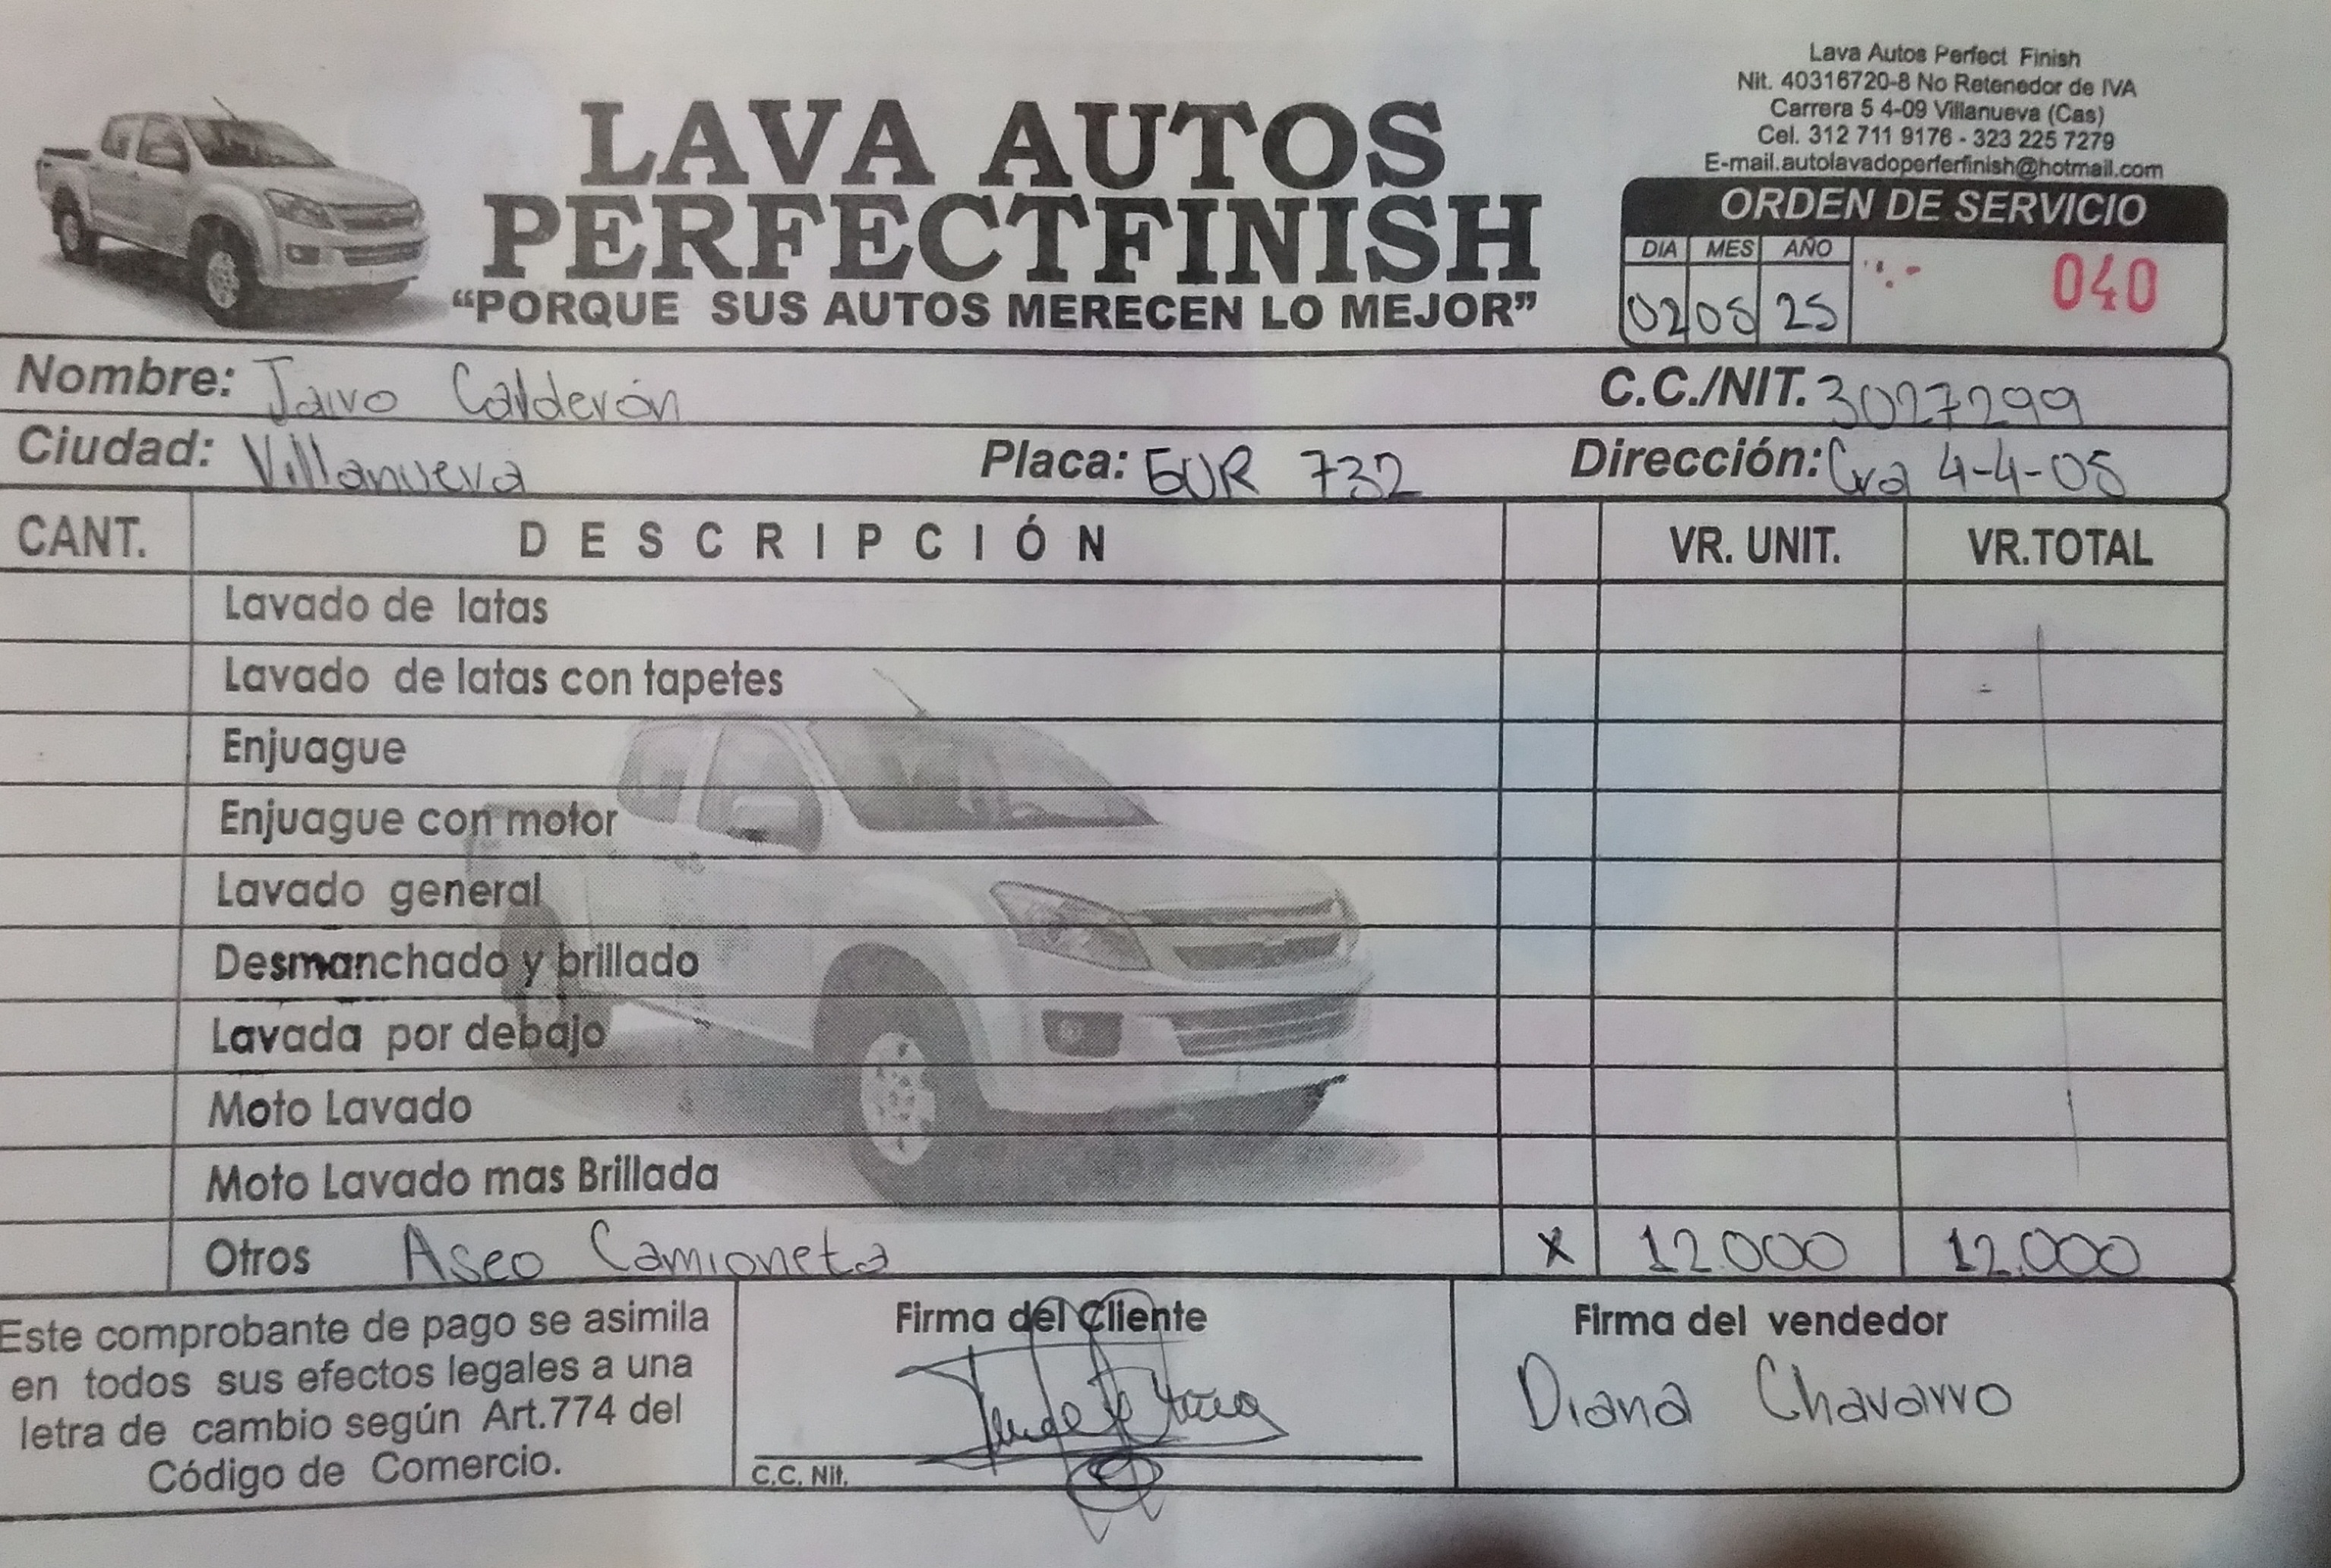 Lava Autos Perfect Finish
Nit. 40316720-8 No Retenedor de IVA
Carrera 5 4-09 Villanueva (Cas)
Cel. 312 711 9176 - 323 225 7279
E-mail.autolavadoperferfinish@hotmail.com
LAVA AUTOS
PERFECTFINISH
“PORQUE SUS AUTOS MERECEN LO MEJOR”
ORDEN DE SERVICIO
DIA MES AÑO
02 05 25 040
Nombre: Jairo Calderón C.C./NIT. 3027299
Ciudad: Villanueva Placa: EUR 732 Dirección: Cra 4-4-05
CANT. DESCRIPCIÓN VR. UNIT. VR.TOTAL
Lavado de latas
Lavado de latas con tapetes
Enjuague
Enjuague con motor
Lavado general
Desmanchado y brillado
Lavada por debajo
Moto Lavado
Moto Lavado mas Brillada
Otros Aseo Camioneta X 12.000 12.000
Este comprobante de pago se asimila
en todos sus efectos legales a una
letra de cambio según Art.774 del
Código de Comercio.
Firma del Cliente
C.C. Nit.
Firma del vendedor
Diana Chavarro